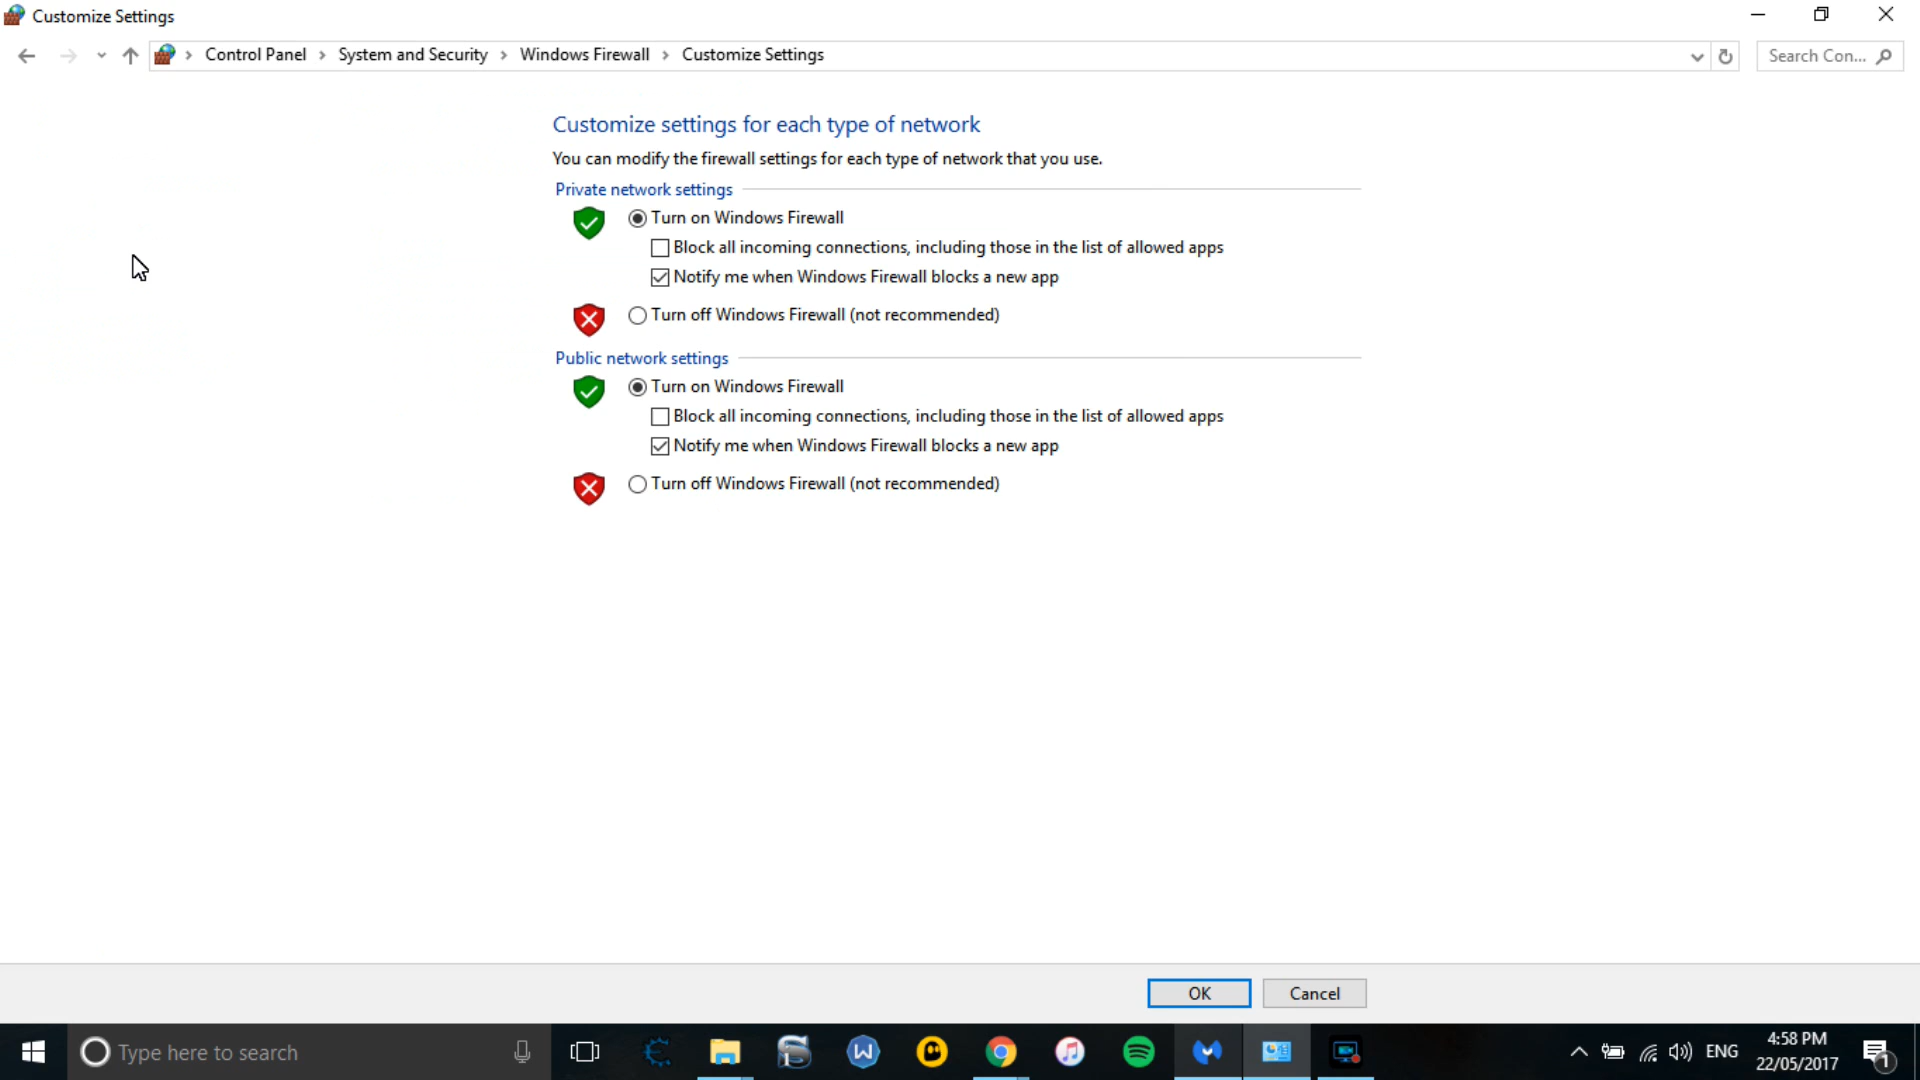 Customize Settings
Control Panel > System and Security > Windows Firewall > Customize Settings
Search Con...
Customize settings for each type of network
You can modify the firewall settings for each type of network that you use.
Private network settings
Turn on Windows Firewall
Block all incoming connections, including those in the list of allowed apps
Notify me when Windows Firewall blocks a new app
Turn off Windows Firewall (not recommended)
Public network settings
Turn on Windows Firewall
Block all incoming connections, including those in the list of allowed apps
Notify me when Windows Firewall blocks a new app
Turn off Windows Firewall (not recommended)
OK Cancel
Type here to search
W
ENG
4:58 PM
22/05/2017
1